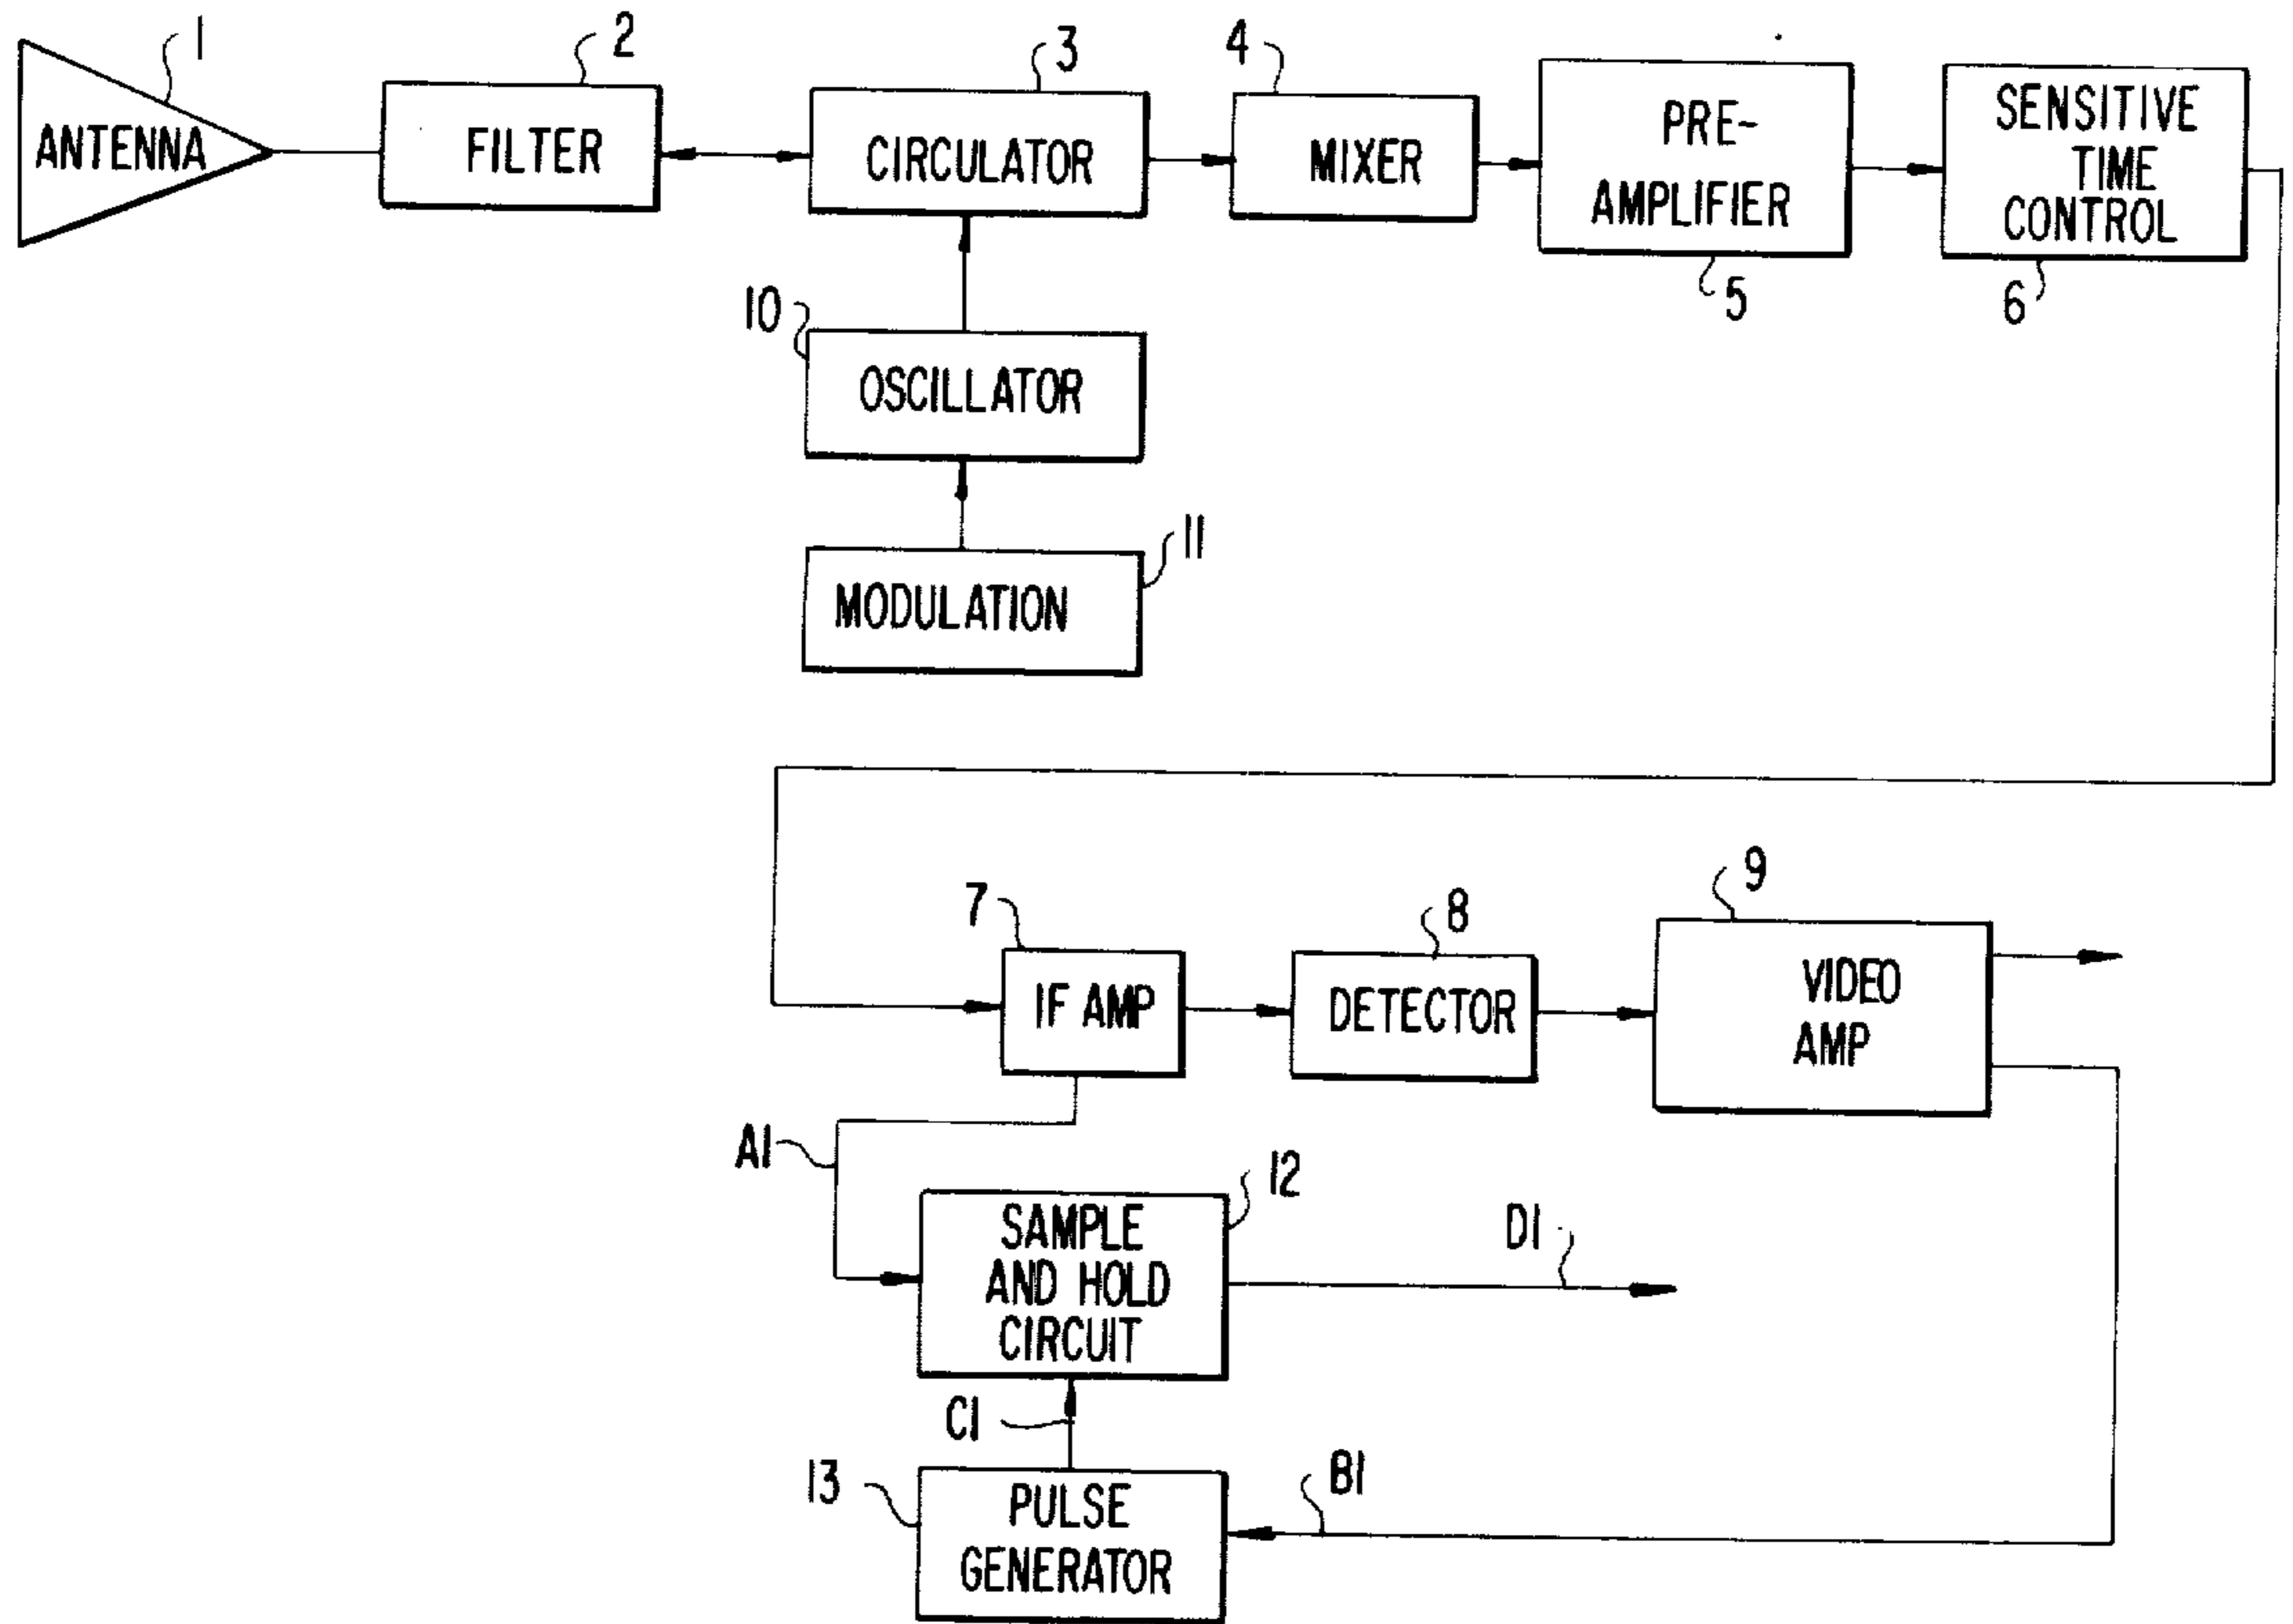 1
2
3
4
ANTENNA
FILTER
CIRCULATOR
MIXER
PRE-
AMPLIFIER
SENSITIVE
TIME
CONTROL
5
6
10
OSCILLATOR
11
MODULATION
7
8
9
IF AMP
DETECTOR
VIDEO
AMP
A1
12
SAMPLE
AND HOLD
CIRCUIT
D1
C1
13
PULSE
GENERATOR
B1